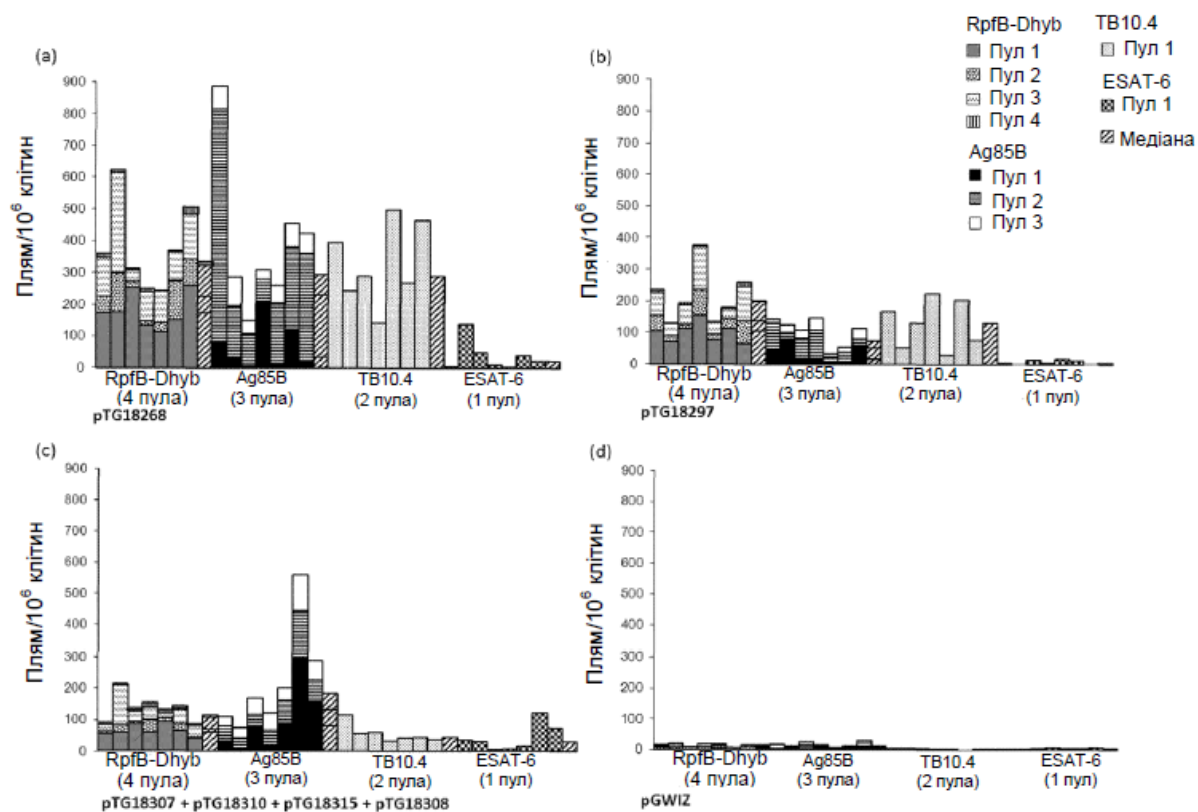 RpfB-Dhyb
Пул 1
Пул 2
Пул 3
Пул 4
Ag85B
Пул 1
Пул 2
Пул 3
TB10.4
Пул 1
ESAT-6
Пул 1
Медіана
(a)
Плям/10⁶ клітин
900
800
700
600
500
400
300
200
100
0
RpfB-Dhyb Ag85B TB10.4 ESAT-6
(4 пула) (3 пула) (2 пула) (1 пул)
pTG18268
(b)
Плям/10⁶ клітин
900
800
700
600
500
400
300
200
100
0
RpfB-Dhyb Ag85B TB10.4 ESAT-6
(4 пула) (3 пула) (2 пула) (1 пул)
pTG18297
(c)
Плям/10⁶ клітин
900
800
700
600
500
400
300
200
100
0
RpfB-Dhyb Ag85B TB10.4 ESAT-6
(4 пула) (3 пула) (2 пула) (1 пул)
pTG18307 + pTG18310 + pTG18315 + pTG18308
(d)
Плям/10⁶ клітин
900
800
700
600
500
400
300
200
100
0
RpfB-Dhyb Ag85B TB10.4 ESAT-6
(4 пула) (3 пула) (2 пула) (1 пул)
pGWIZ